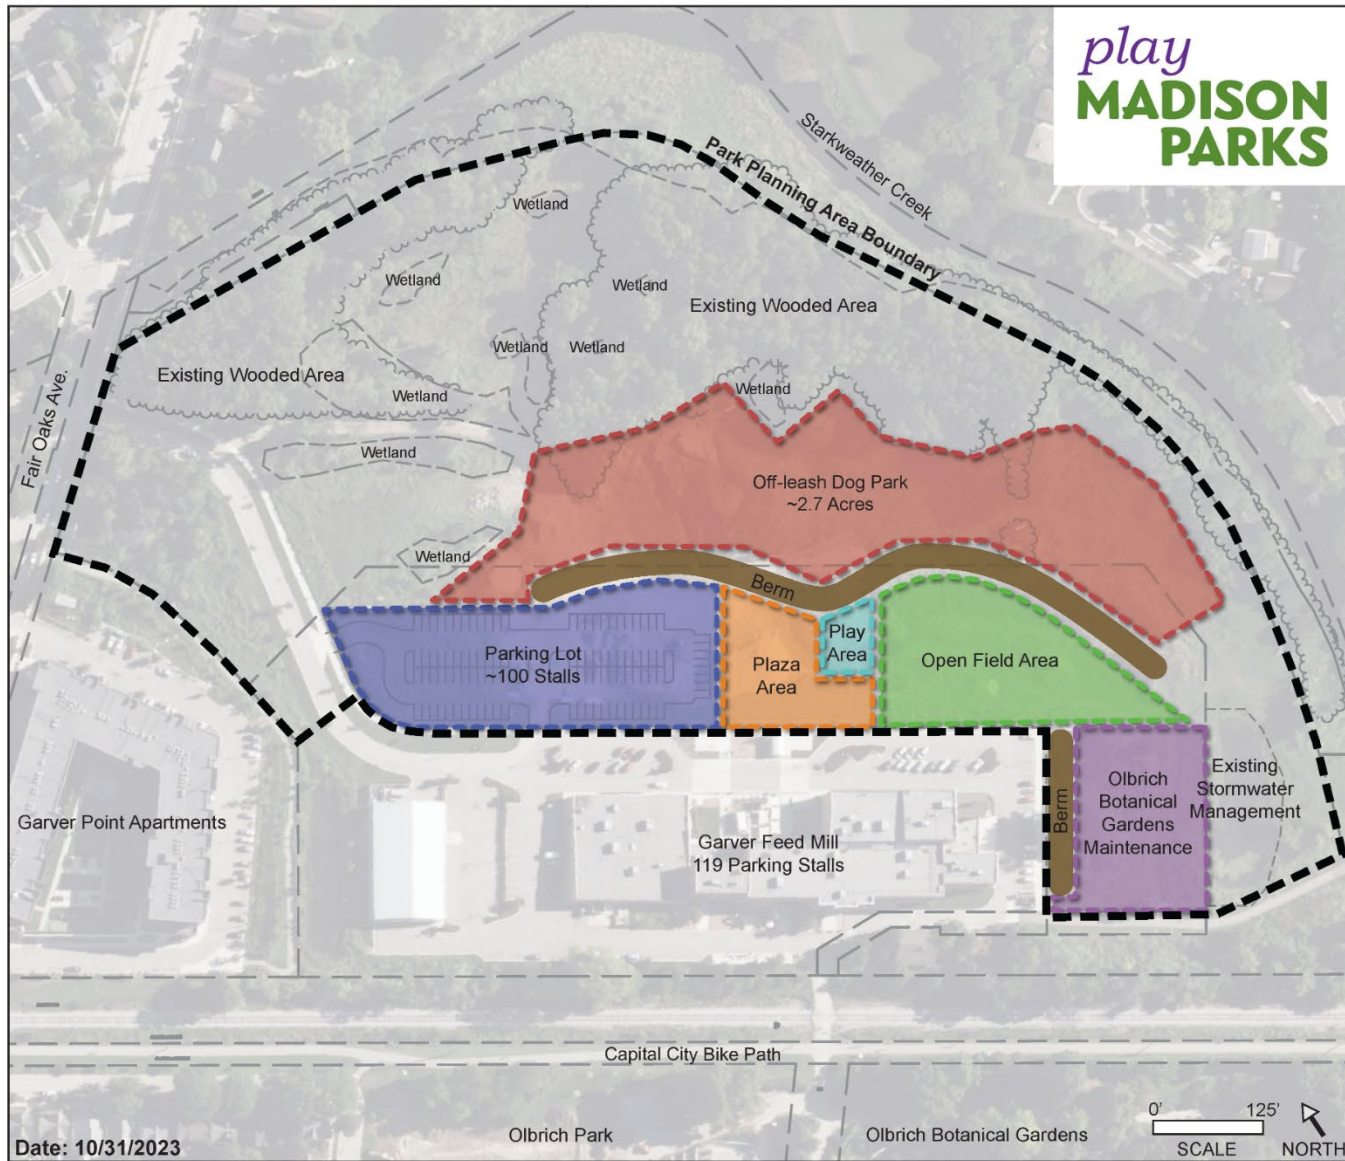 play
MADISON
PARKS
Starkweather Creek
Park Planning Area Boundary
Wetland
Wetland
Wetland
Existing Wooded Area
Wetland
Wetland
Existing Wooded Area
Wetland
Wetland
Fair Oaks Ave.
Wetland
Off-leash Dog Park
~2.7 Acres
Wetland
Berm
Parking Lot
~100 Stalls
Plaza
Area
Play
Area
Open Field Area
Garver Point Apartments
Garver Feed Mill
119 Parking Stalls
Berm
Olbrich
Botanical
Gardens
Maintenance
Existing
Stormwater
Management
Capital City Bike Path
Olbrich Park
Olbrich Botanical Gardens
0' 125'
SCALE
NORTH
Date: 10/31/2023